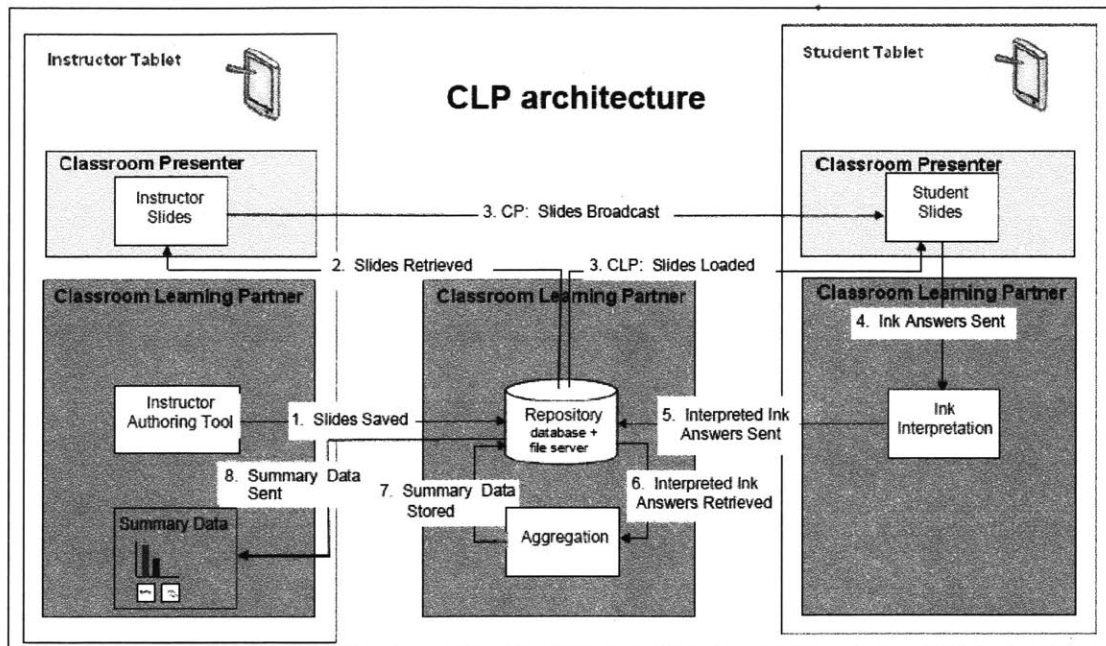 Instructor Tablet
Student Tablet
CLP architecture
Classroom Presenter
Classroom Presenter
Instructor
Slides
3. CP: Slides Broadcast
Student
Slides
2. Slides Retrieved
3. CLP: Slides Loaded
Classroom Learning Partner
Classroom Learning Partner
Classroom Learning Partner
4. Ink Answers Sent
Instructor
Authoring Tool
1. Slides Saved
Repository
database +
file server
5. Interpreted Ink
Answers Sent
Ink
Interpretation
8. Summary Data
Sent
7. Summary Data
Stored
6. Interpreted Ink
Answers Retrieved
Summary Data
Aggregation